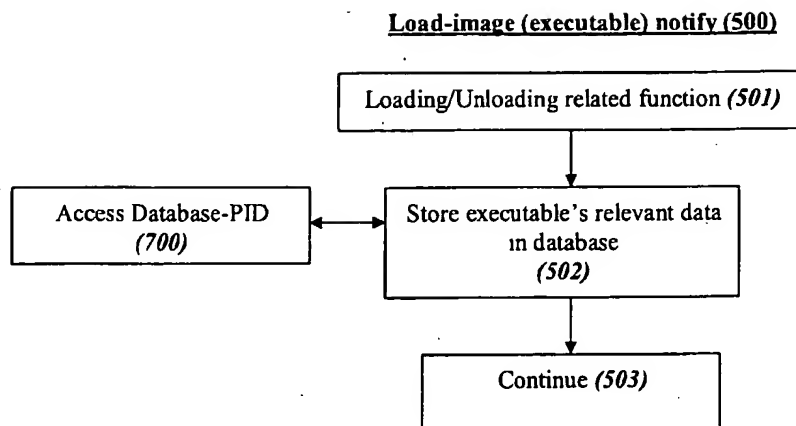 Load-image (executable) notify (500)
Loading/Unloading related function (501)
Access Database-PID
(700)
Store executable's relevant data
in database
(502)
Continue (503)